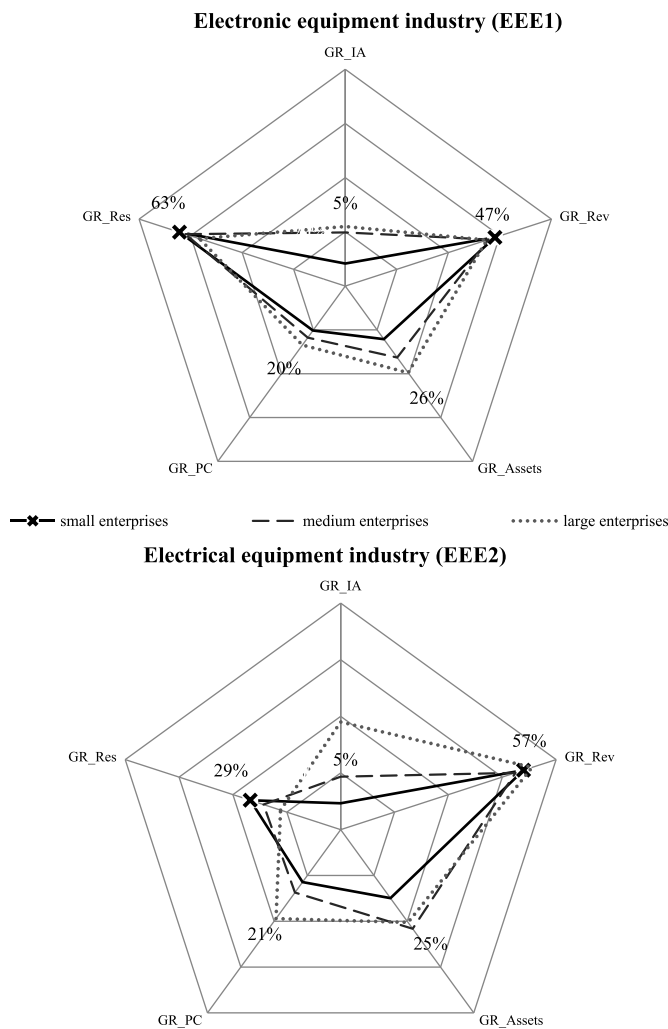 Electronic equipment industry (EEE1)
GR_IA
63%
5%
47%
GR_Res
GR_Rev
20%
26%
GR_PC
GR_Assets
small enterprises
medium enterprises
large enterprises
Electrical equipment industry (EEE2)
GR_IA
57%
GR_Res
29%
5%
GR_Rev
21%
25%
GR_PC
GR_Assets